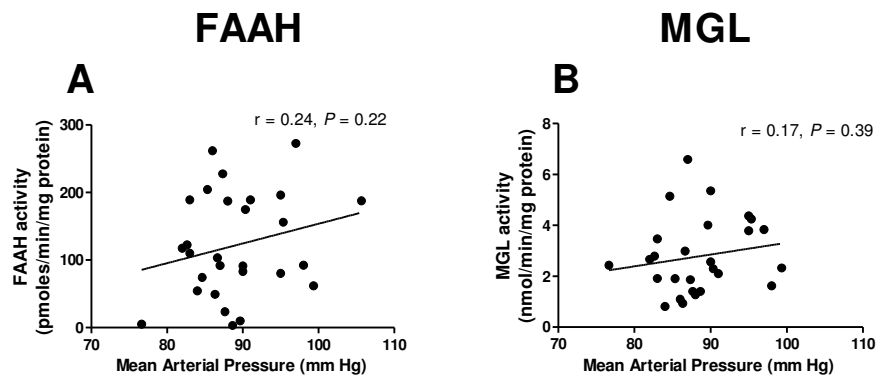 FAAH
MGL
A
B
r = 0.24, P = 0.22
r = 0.17, P = 0.39
FAAH activity
(pmoles/min/mg protein)
300
200
100
0
70
80
90
100
110
Mean Arterial Pressure (mm Hg)
MGL activity
(nmol/min/mg protein)
8
6
4
2
0
70
80
90
100
110
Mean Arterial Pressure (mm Hg)